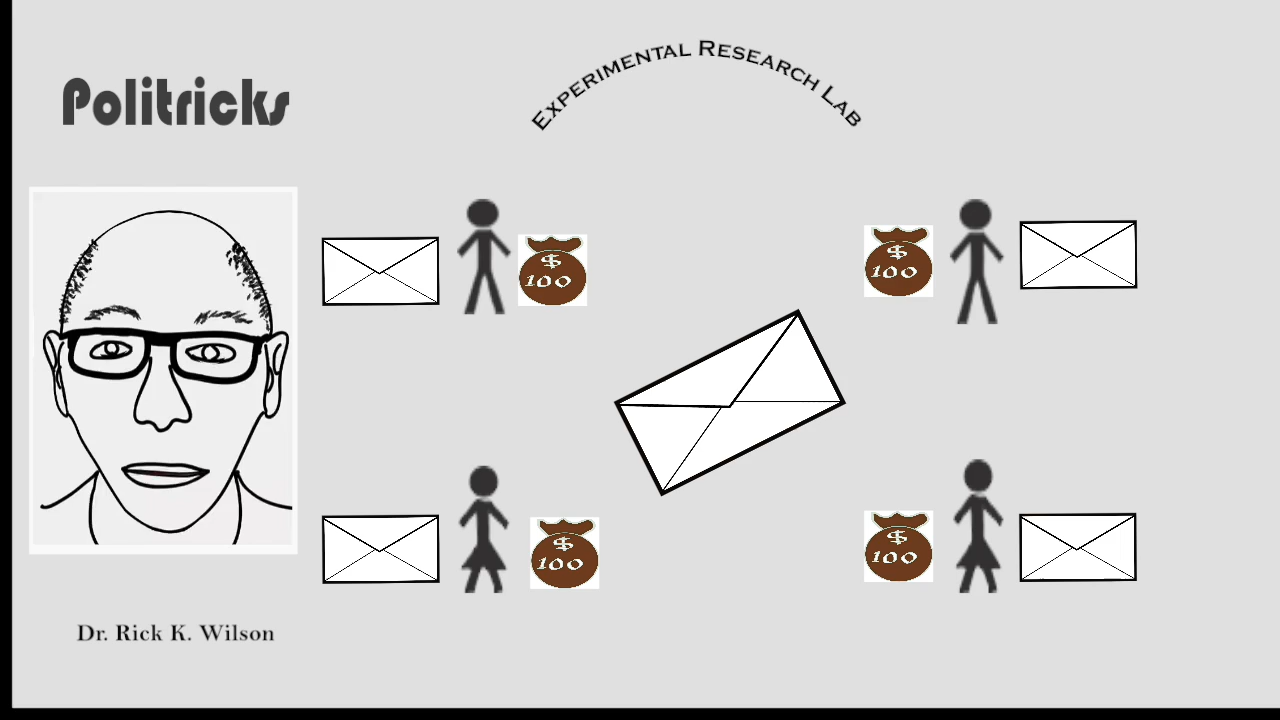 Politricks
Experimental Research Lab
$
100
$
100
$
100
$
100
Dr. Rick K. Wilson